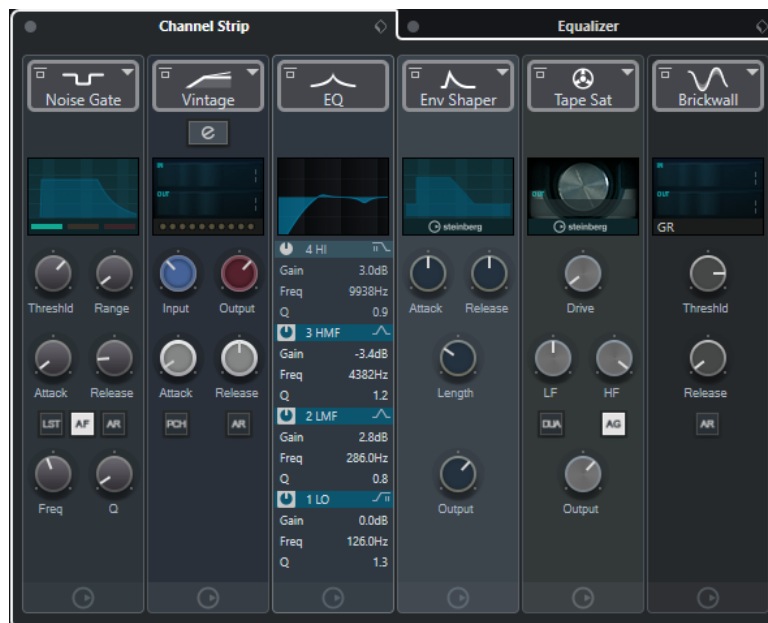 Channel Strip
Equalizer
Noise Gate
Vintage
EQ
Env Shaper
Tape Sat
Brickwall
e
IN
OUT
OUT
steinberg
steinberg
IN
OUT
GR
Threshld
Range
Attack
Release
LST
AF
AR
Freq
Q
Input
Output
Attack
Release
PCH
AR
4 HI
Gain 3.0dB
Freq 9938Hz
Q 0.9
3 HMF
Gain -3.4dB
Freq 4382Hz
Q 1.2
2 LMF
Gain 2.8dB
Freq 286.0Hz
Q 0.8
1 LO
Gain 0.0dB
Freq 126.0Hz
Q 1.3
Attack
Release
Length
Output
Drive
LF
HF
DUA
AG
Output
Threshld
Release
AR